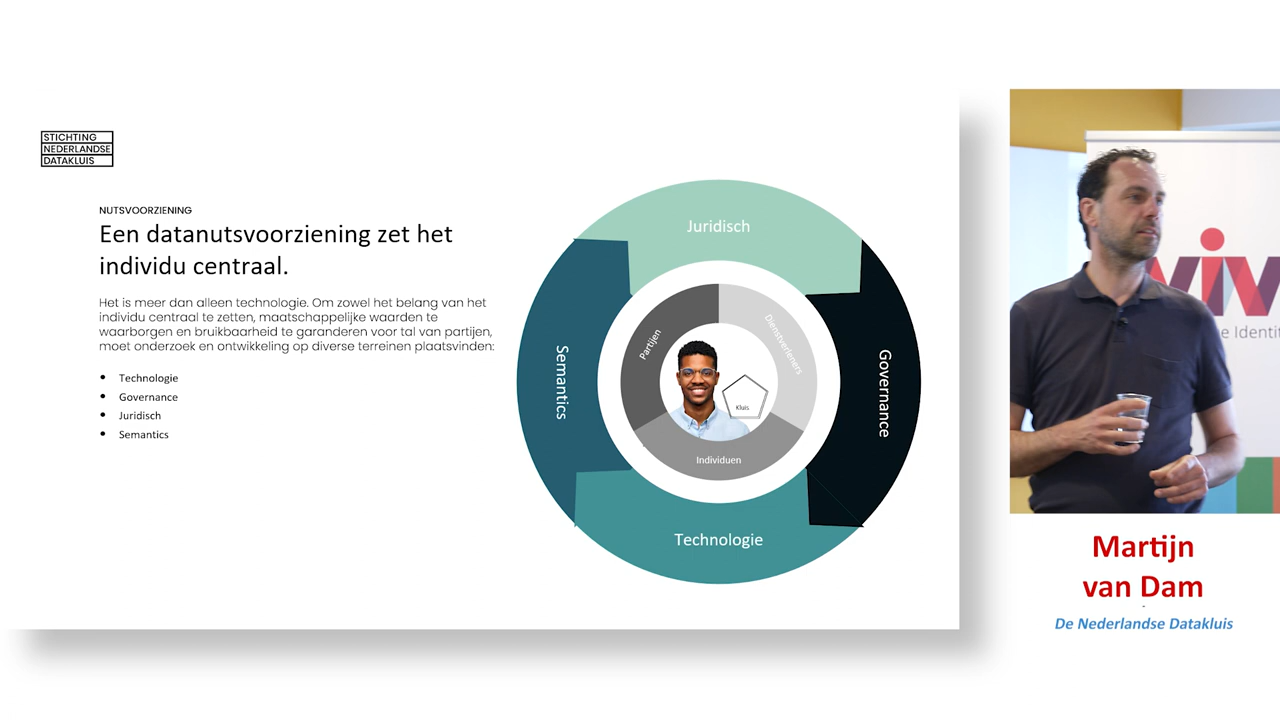 STICHTING
NEDERLANDSE
DATAKLUIS
NUTSVOORZIENING
Een datanutsvoorziening zet het
individu centraal.
Het is meer dan alleen technologie. Om zowel het belang van het
individu centraal te zetten, maatschappelijke waarden te
waarborgen en bruikbaarheid te garanderen voor tal van partijen,
moet onderzoek en ontwikkeling op diverse terreinen plaatsvinden:
• Technologie
• Governance
• Juridisch
• Semantics
Juridisch
Semantics
Governance
Technologie
Partijen
Dienstverleners
Individuen
Kluis
viv
e Identit
Martijn
van Dam
De Nederlandse Datakluis